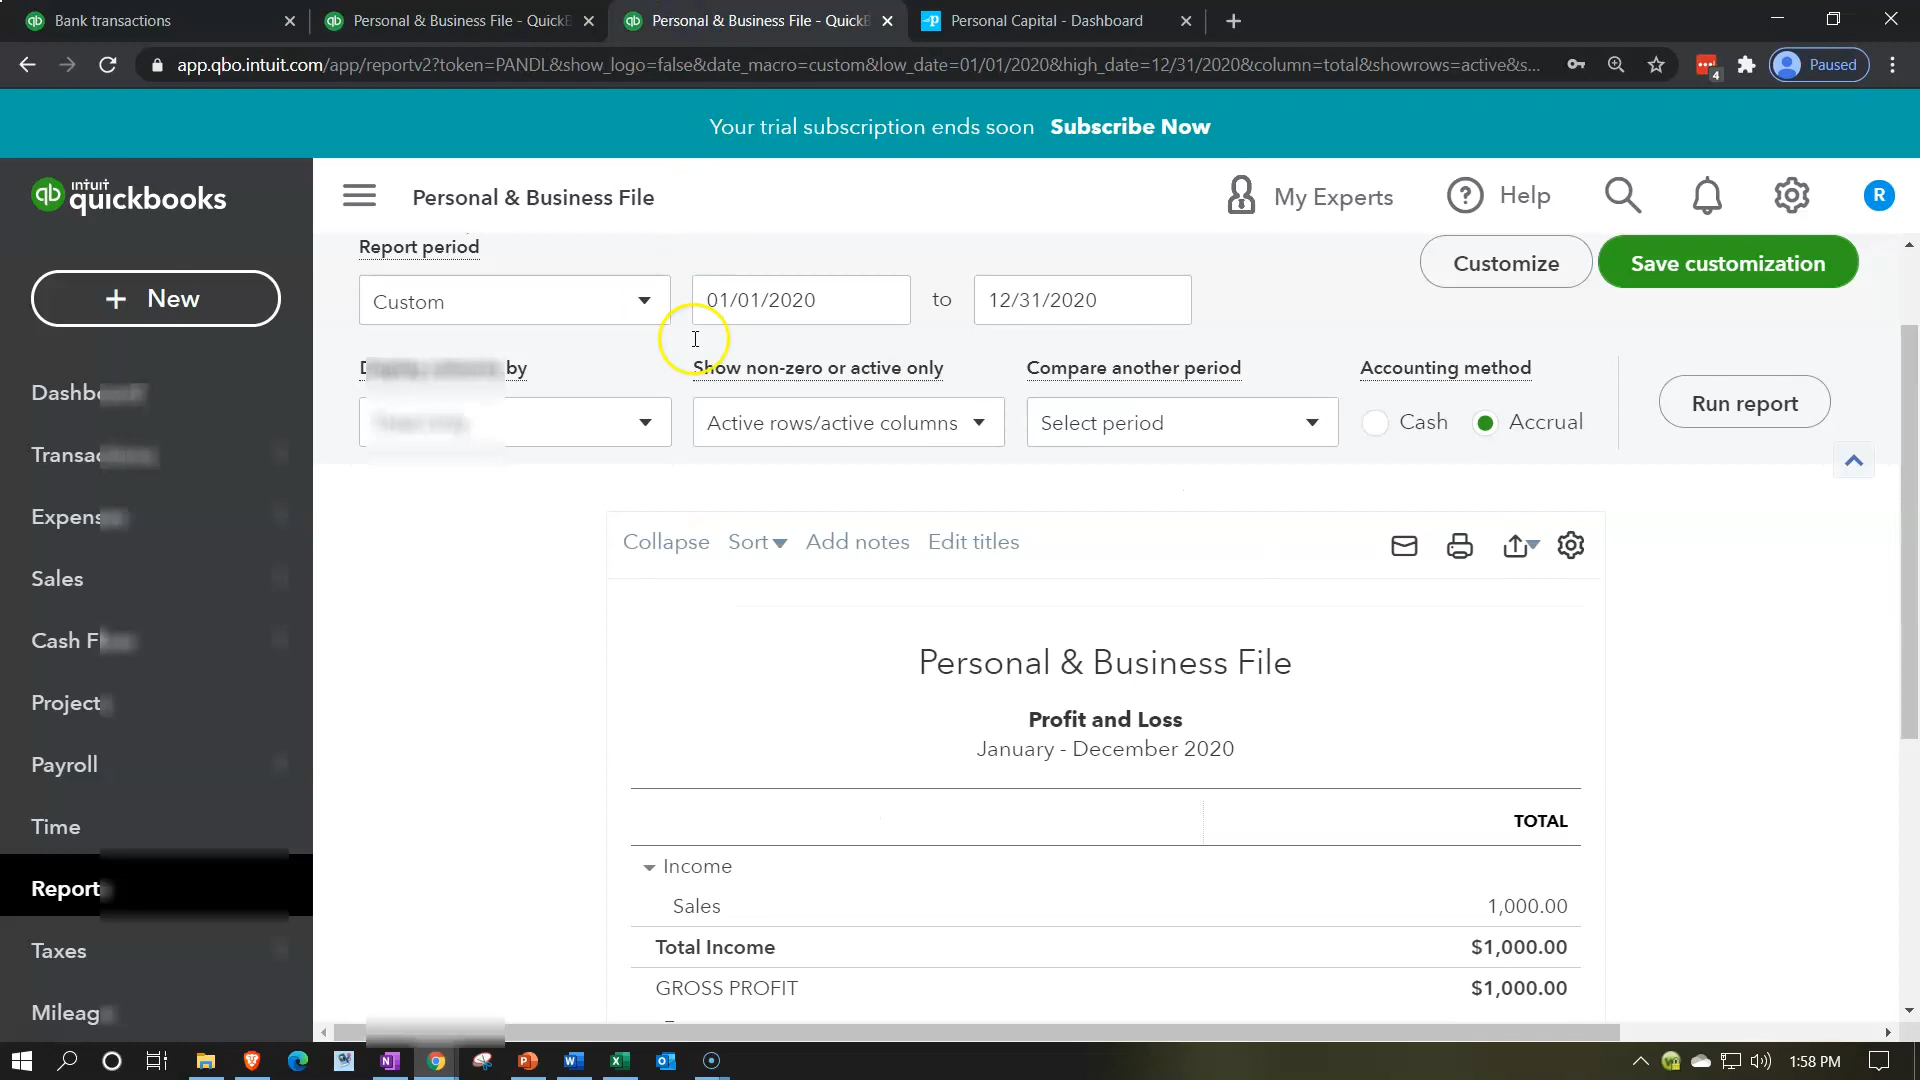 Bank transactions
Personal & Business File - QuickB
Personal & Business File - QuickB
Personal Capital - Dashboard
app.qbo.intuit.com/app/reportv2?token=PANDL&show_logo=false&date_macro=custom&low_date=01/01/2020&high_date=12/31/2020&column=total&showrows=active&s...
4
Paused
Your trial subscription ends soon Subscribe Now
intuit
quickbooks
Personal & Business File
My Experts
Help
R
+ New
Report period
Custom
01/01/2020 to 12/31/2020
Customize
Save customization
by
Show non-zero or active only
Compare another period
Accounting method
Active rows/active columns
Select period
Cash
Accrual
Run report
Sales
Payroll
Time
Taxes
Collapse Sort Add notes Edit titles
Personal & Business File
Profit and Loss
January - December 2020
TOTAL
Income
Sales 1,000.00
Total Income $1,000.00
GROSS PROFIT $1,000.00
1:58 PM